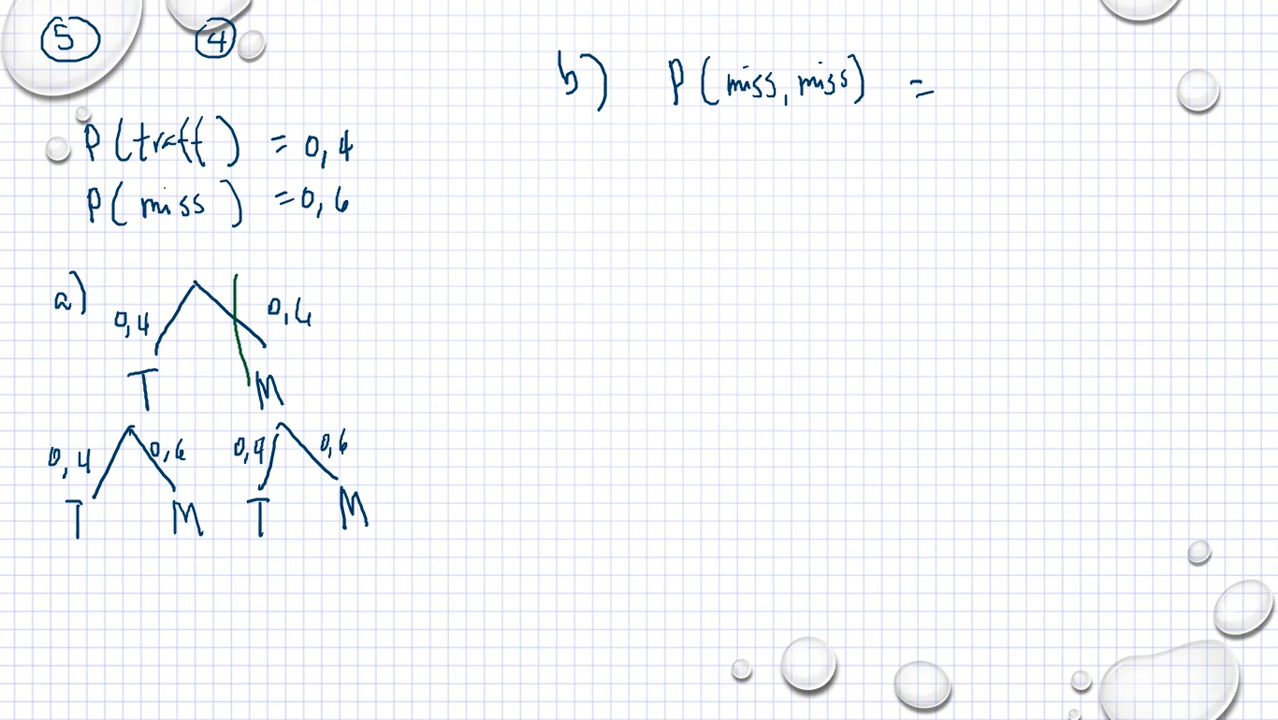 5 4
P(traff) = 0,4
P(miss) = 0,6
a)
0,4 0,6
T M
0,4 0,6 0,4 0,6
T M T M
b) P(miss, miss) =